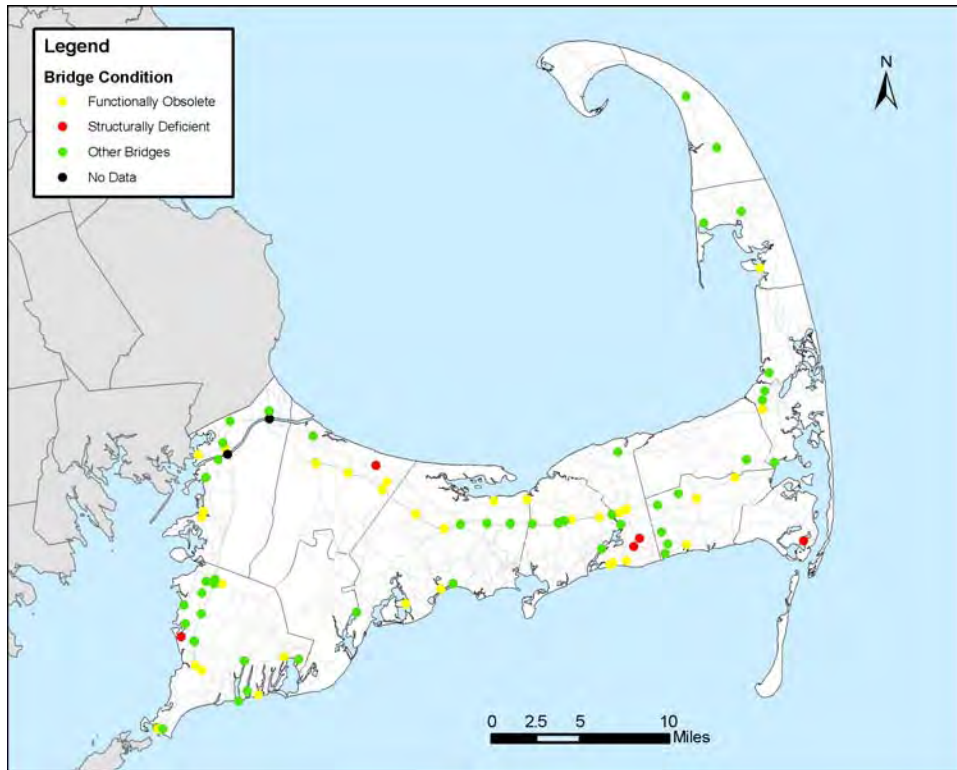 Legend
Bridge Condition
Functionally Obsolete
Structurally Deficient
Other Bridges
No Data
N
0 2.5 5 10
Miles